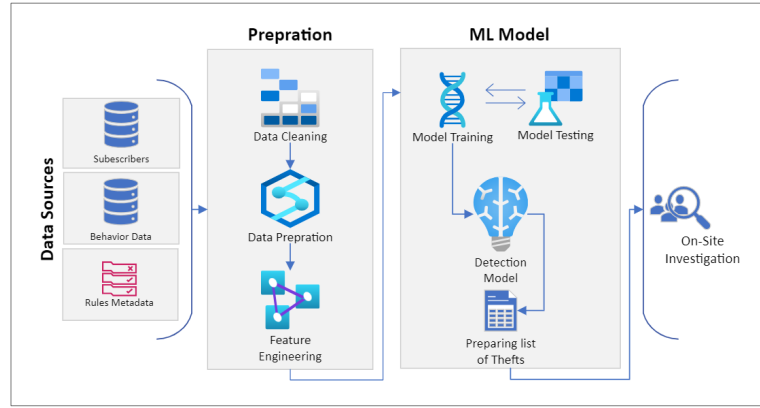 Prepration
ML Model
Data Sources
Subescribers
Behavior Data
Rules Metadata
Data Cleaning
Data Prepration
Feature
Engineering
Model Training
Model Testing
Detection
Model
Preparing list
of Thefts
On-Site
Investigation